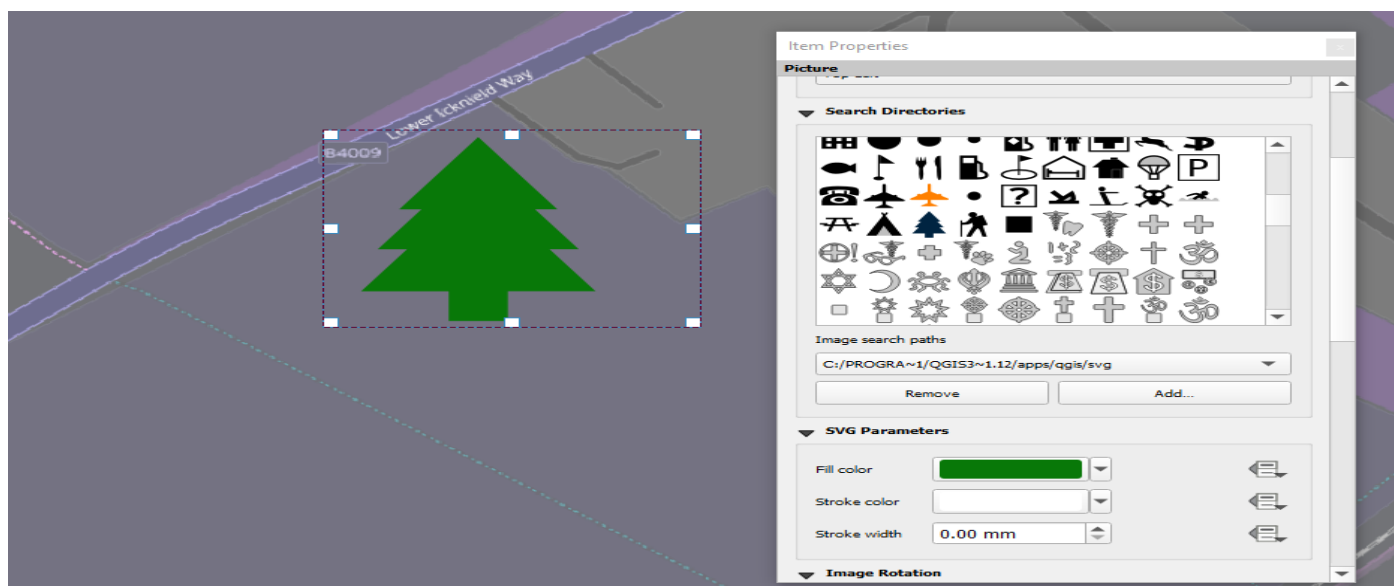 Lower Icknield Way
B4009
Item Properties
Picture
Search Directories
P
?
Image search paths
C:/PROGRA~1/QGIS3~1.12/apps/qgis/svg
Remove
Add...
SVG Parameters
Fill color
Stroke color
Stroke width
0.00 mm
Image Rotation